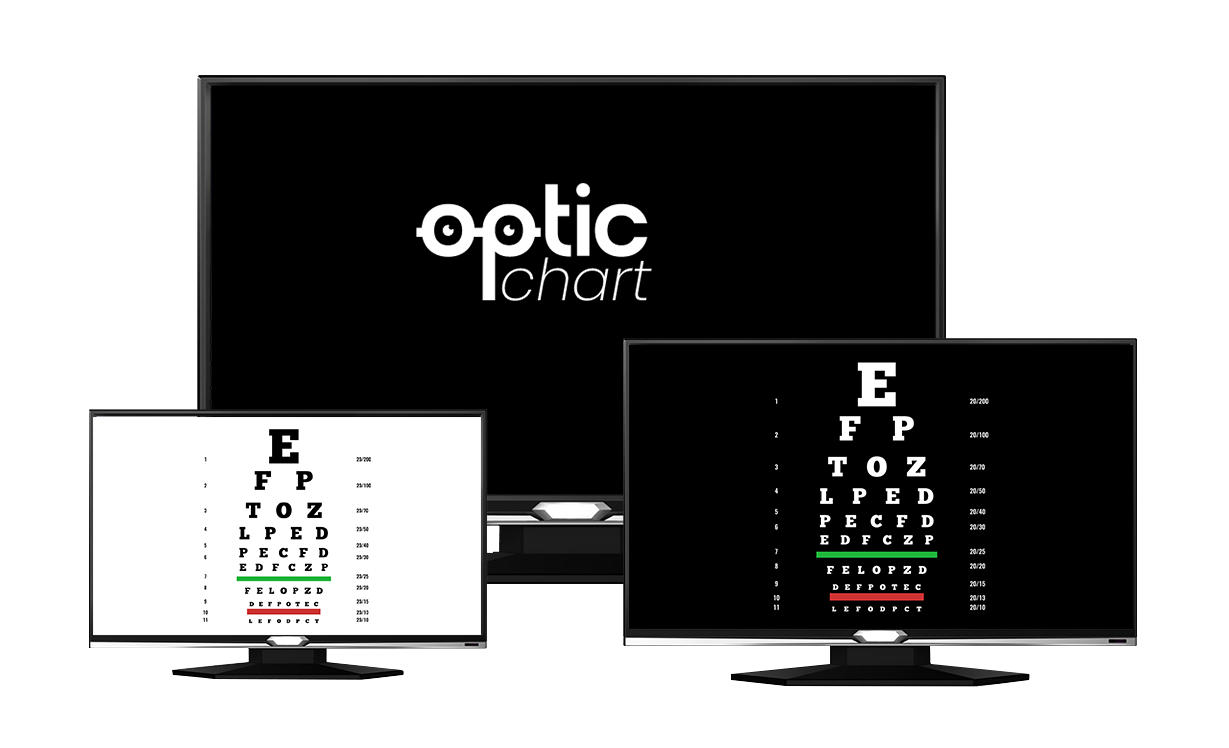 optic
chart
E
1 20/200
F P
2 20/100
T O Z
3 20/70
L P E D
4 20/50
P E C F D
5 20/40
6 20/30
E D F C Z P
7 20/25
F E L O P Z D
8 20/20
D E F P O T E C
9 20/15
10 20/13
L E F O D P C T
11 20/10
E
1 20/200
F P
2 20/100
T O Z
3 20/70
L P E D
4 20/50
P E C F D
5 20/40
6 20/30
E D F C Z P
7 20/25
F E L O P Z D
8 20/20
D E F P O T E C
9 20/15
10 20/13
L E F O D P C T
11 20/10